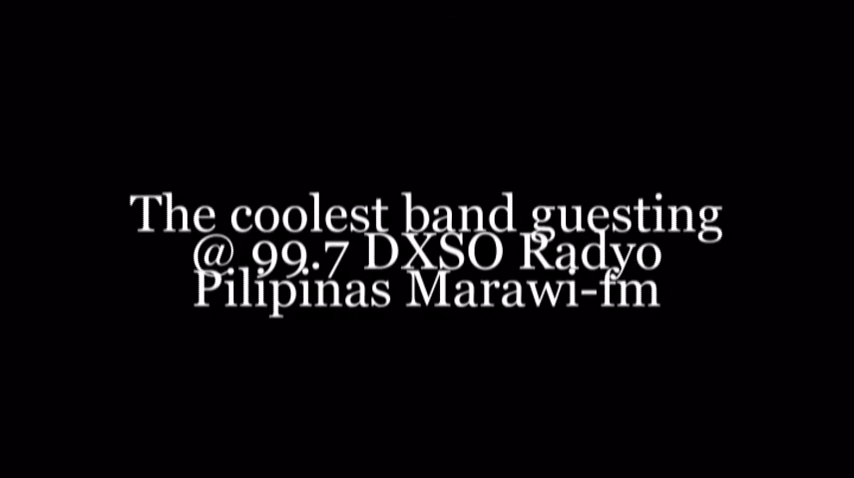 The coolest band guesting
@ 99.7 DXSO Radyo
Pilipinas Marawi-fm